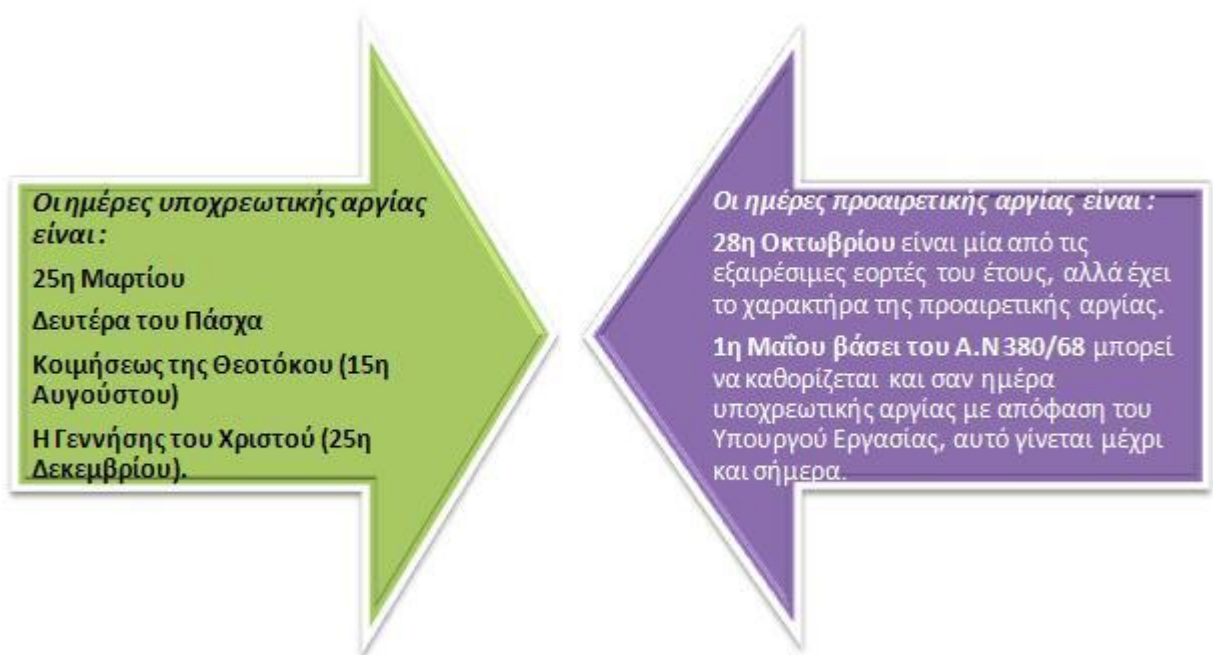 Οι ημέρες υποχρεωτικής αργίας
είναι :
25η Μαρτίου
Δευτέρα του Πάσχα
Κοιμήσεως της Θεοτόκου (15η
Αυγούστου)
Η Γεννήσης του Χριστού (25η
Δεκεμβρίου).
Οι ημέρες προαιρετικής αργίας είναι :
28η Οκτωβρίου είναι μία από τις
εξαιρέσιμες εορτές του έτους, αλλά έχει
το χαρακτήρα της προαιρετικής αργίας.
1η Μαΐου βάσει του Α.Ν 380/68 μπορεί
να καθορίζεται και σαν ημέρα
υποχρεωτικής αργίας με απόφαση του
Υπουργού Εργασίας, αυτό γίνεται μέχρι
και σήμερα.